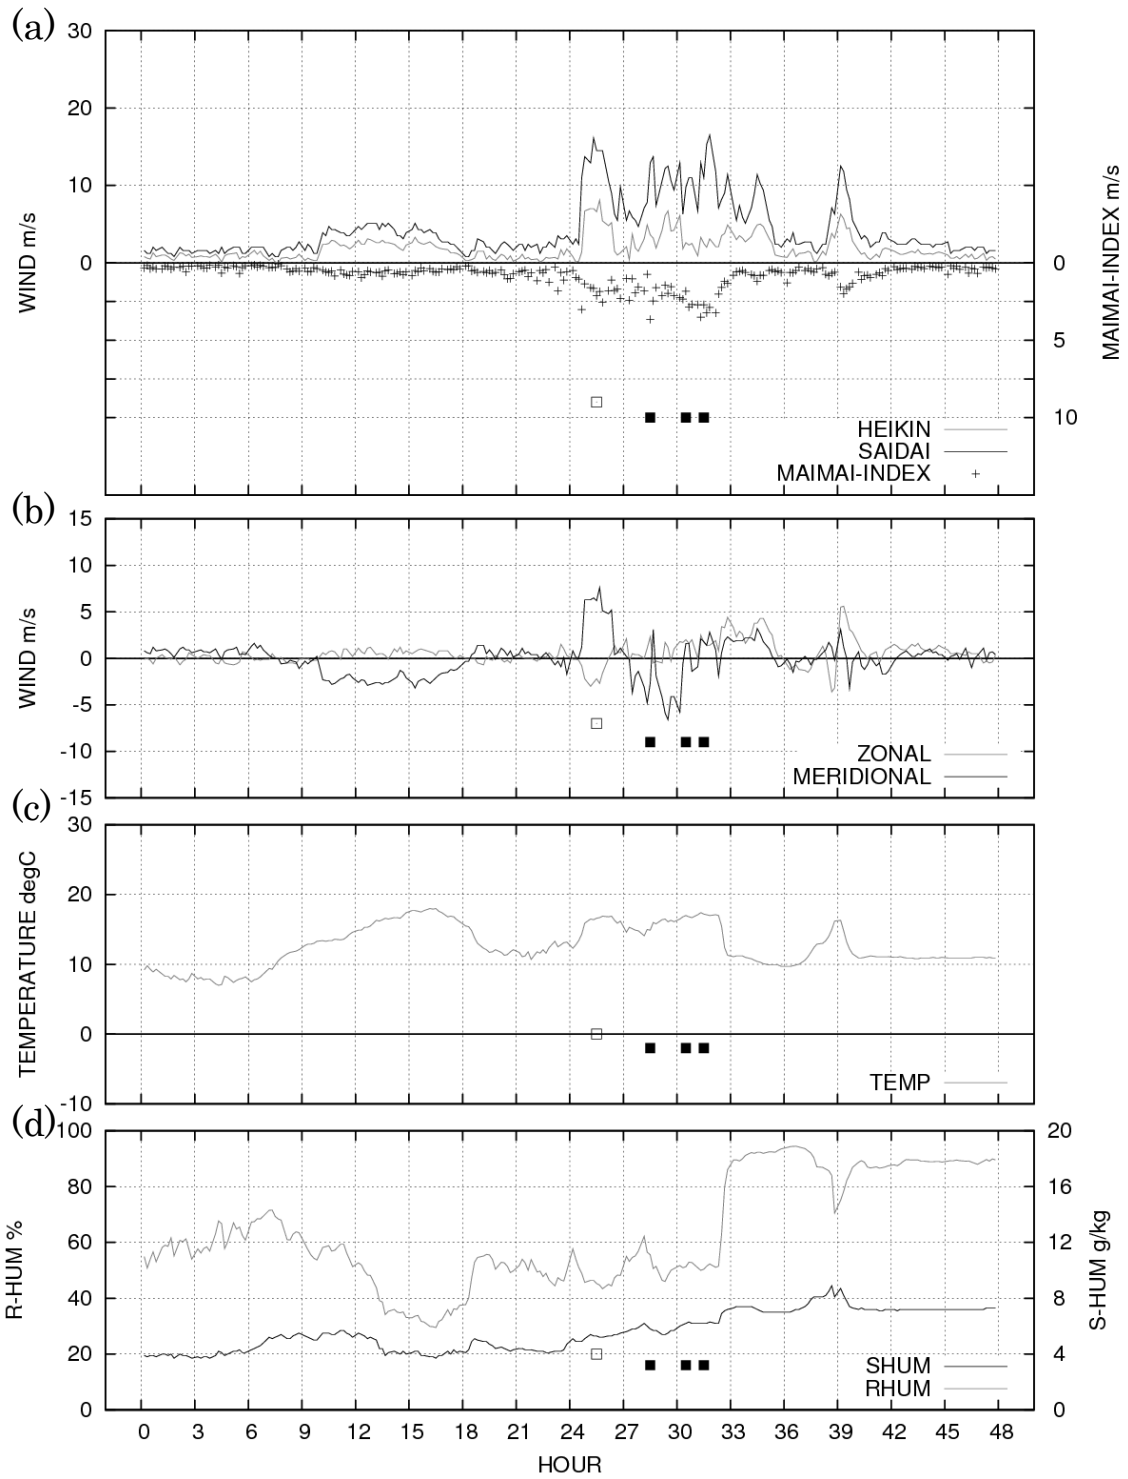 (a)
30
20
10
0
WIND m/s
0
5
10
MAIMAI-INDEX m/s
HEIKIN
SAIDAI
MAIMAI-INDEX
(b)
15
10
5
0
-5
-10
-15
WIND m/s
ZONAL
MERIDIONAL
(c)
30
20
10
0
-10
TEMPERATURE degC
TEMP
(d)
100
80
60
40
20
0
R-HUM %
20
16
12
8
4
0
S-HUM g/kg
SHUM
RHUM
0 3 6 9 12 15 18 21 24 27 30 33 36 39 42 45 48
HOUR